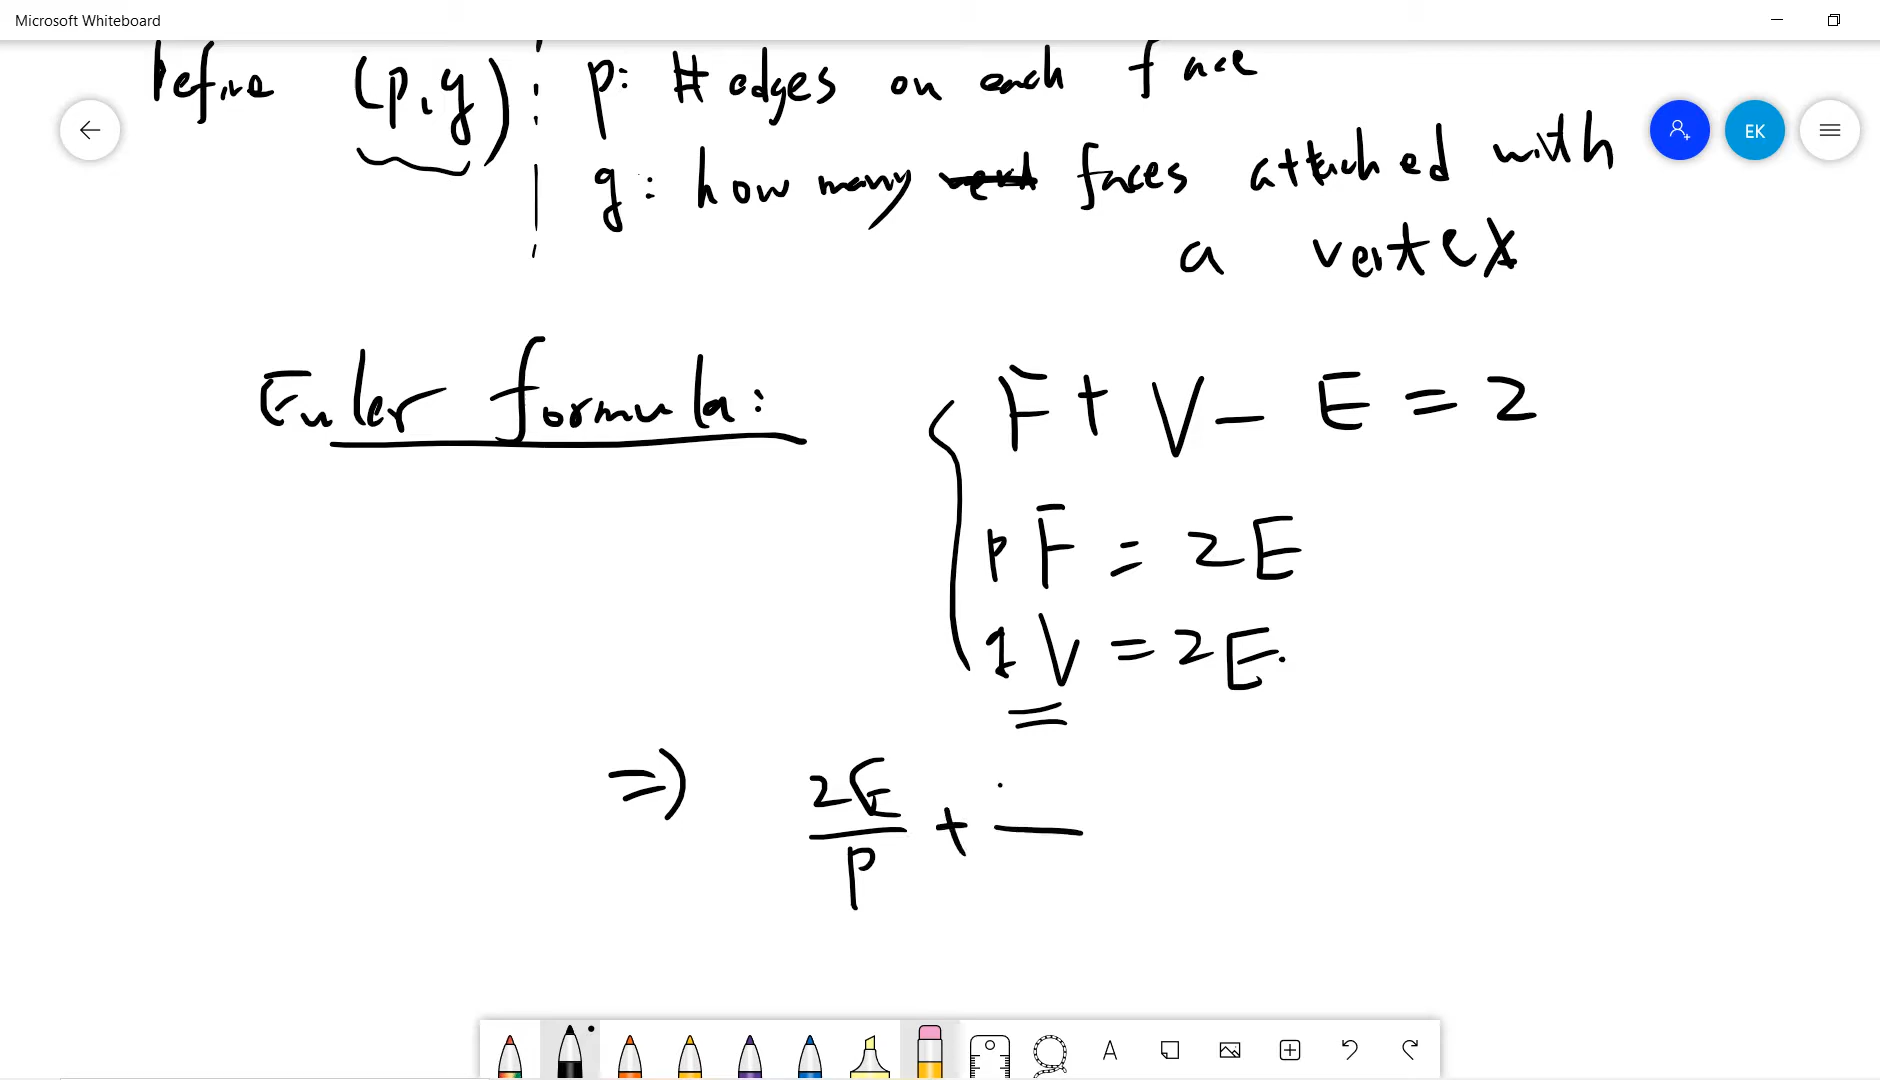 Microsoft Whiteboard
Define (p,q) p: # edges on each face
q: how many faces attached with
a vertex
EK
Euler formula: F + V - E = 2
pF = 2E
qV = 2E.
=> 2E/p + 
A